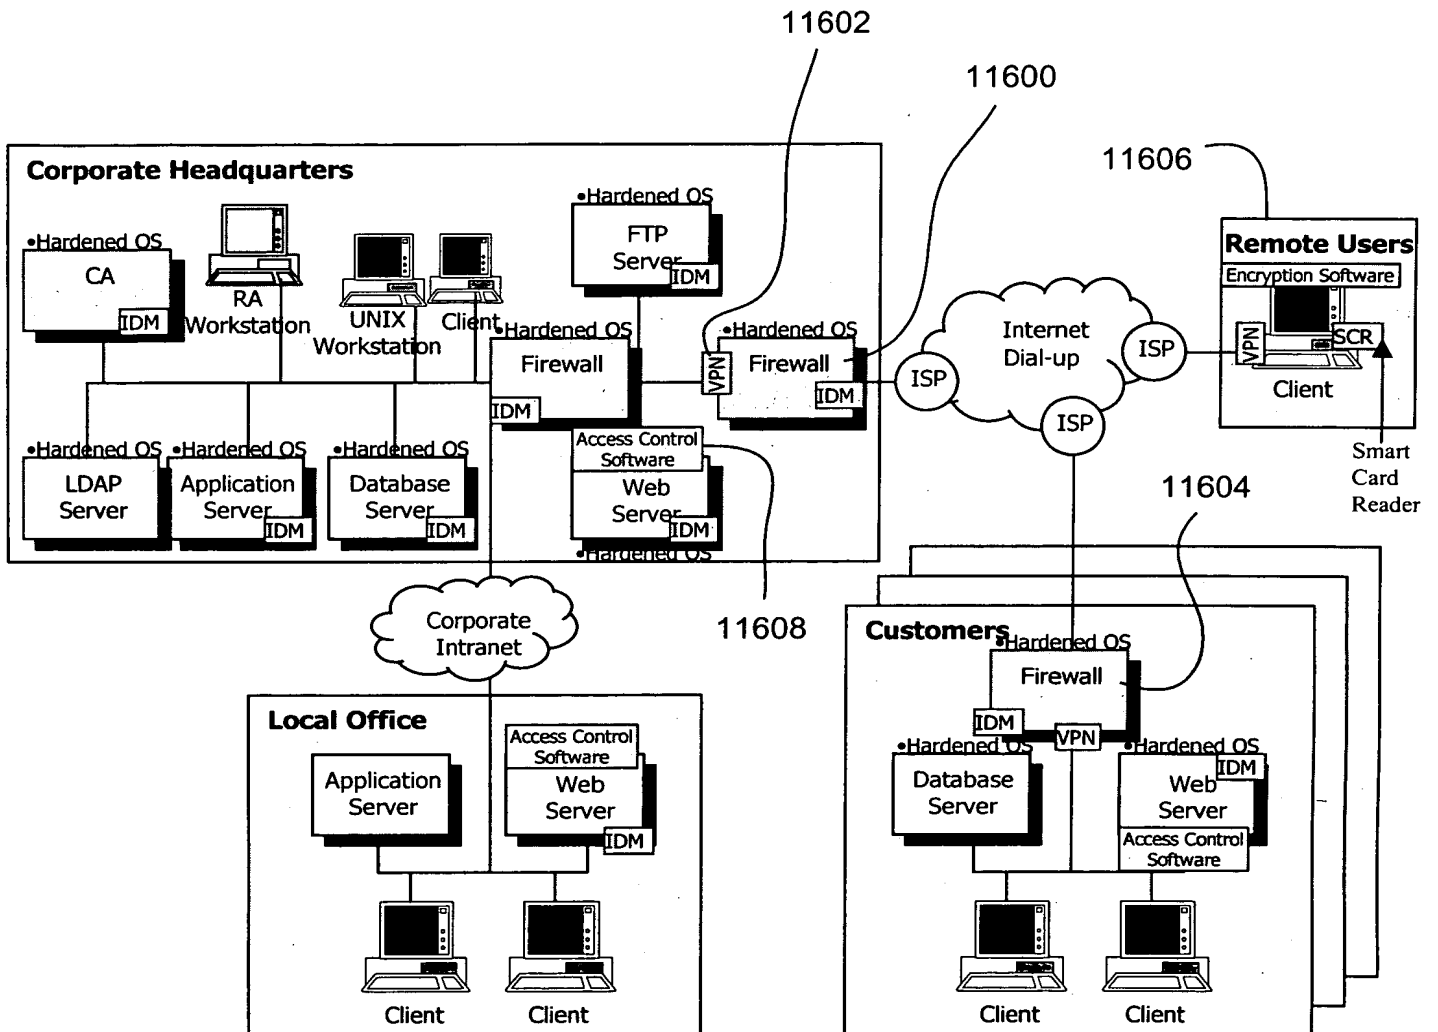 11602
11600
11606
Corporate Headquarters
•Hardened OS
CA
IDM
RA
Workstation
UNIX
Workstation
Client
•Hardened OS
FTP
Server
IDM
•Hardened OS
Firewall
IDM
VPN
•Hardened OS
Firewall
IDM
ISP
Internet
Dial-up
ISP
ISP
Remote Users
Encryption Software
VPN
SCR
Client
Smart
Card
Reader
•Hardened OS
LDAP
Server
•Hardened OS
Application
Server
IDM
•Hardened OS
Database
Server
IDM
Access Control
Software
Web
Server
IDM
•Hardened OS
11604
11608
Corporate
Intranet
Local Office
Application
Server
Access Control
Software
Web
Server
IDM
Client
Client
Customers
•Hardened OS
Firewall
IDM
VPN
•Hardened OS
Database
Server
•Hardened OS
IDM
Web
Server
Access Control
Software
Client
Client